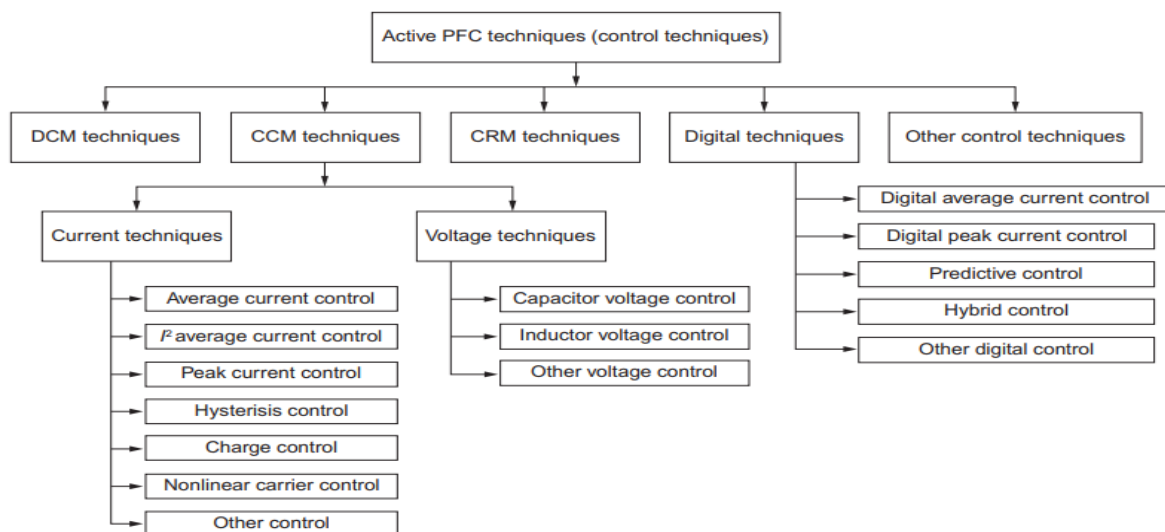 Active PFC techniques (control techniques)
DCM techniques
CCM techniques
CRM techniques
Digital techniques
Other control techniques
Current techniques
Voltage techniques
Average current control
I² average current control
Peak current control
Hysterisis control
Charge control
Nonlinear carrier control
Other control
Capacitor voltage control
Inductor voltage control
Other voltage control
Digital average current control
Digital peak current control
Predictive control
Hybrid control
Other digital control